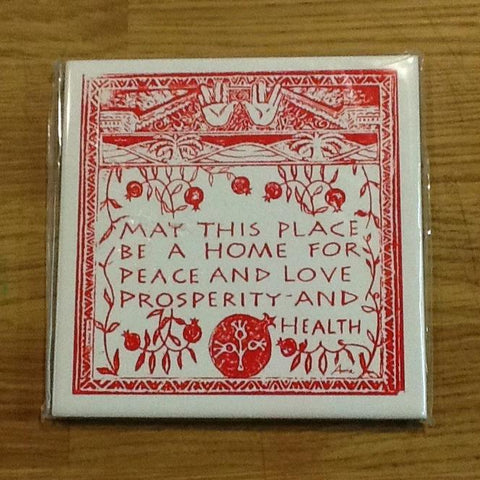 MAY THIS PLACE
BE A HOME FOR
PEACE AND LOVE
PROSPERITY-AND
HEALTH